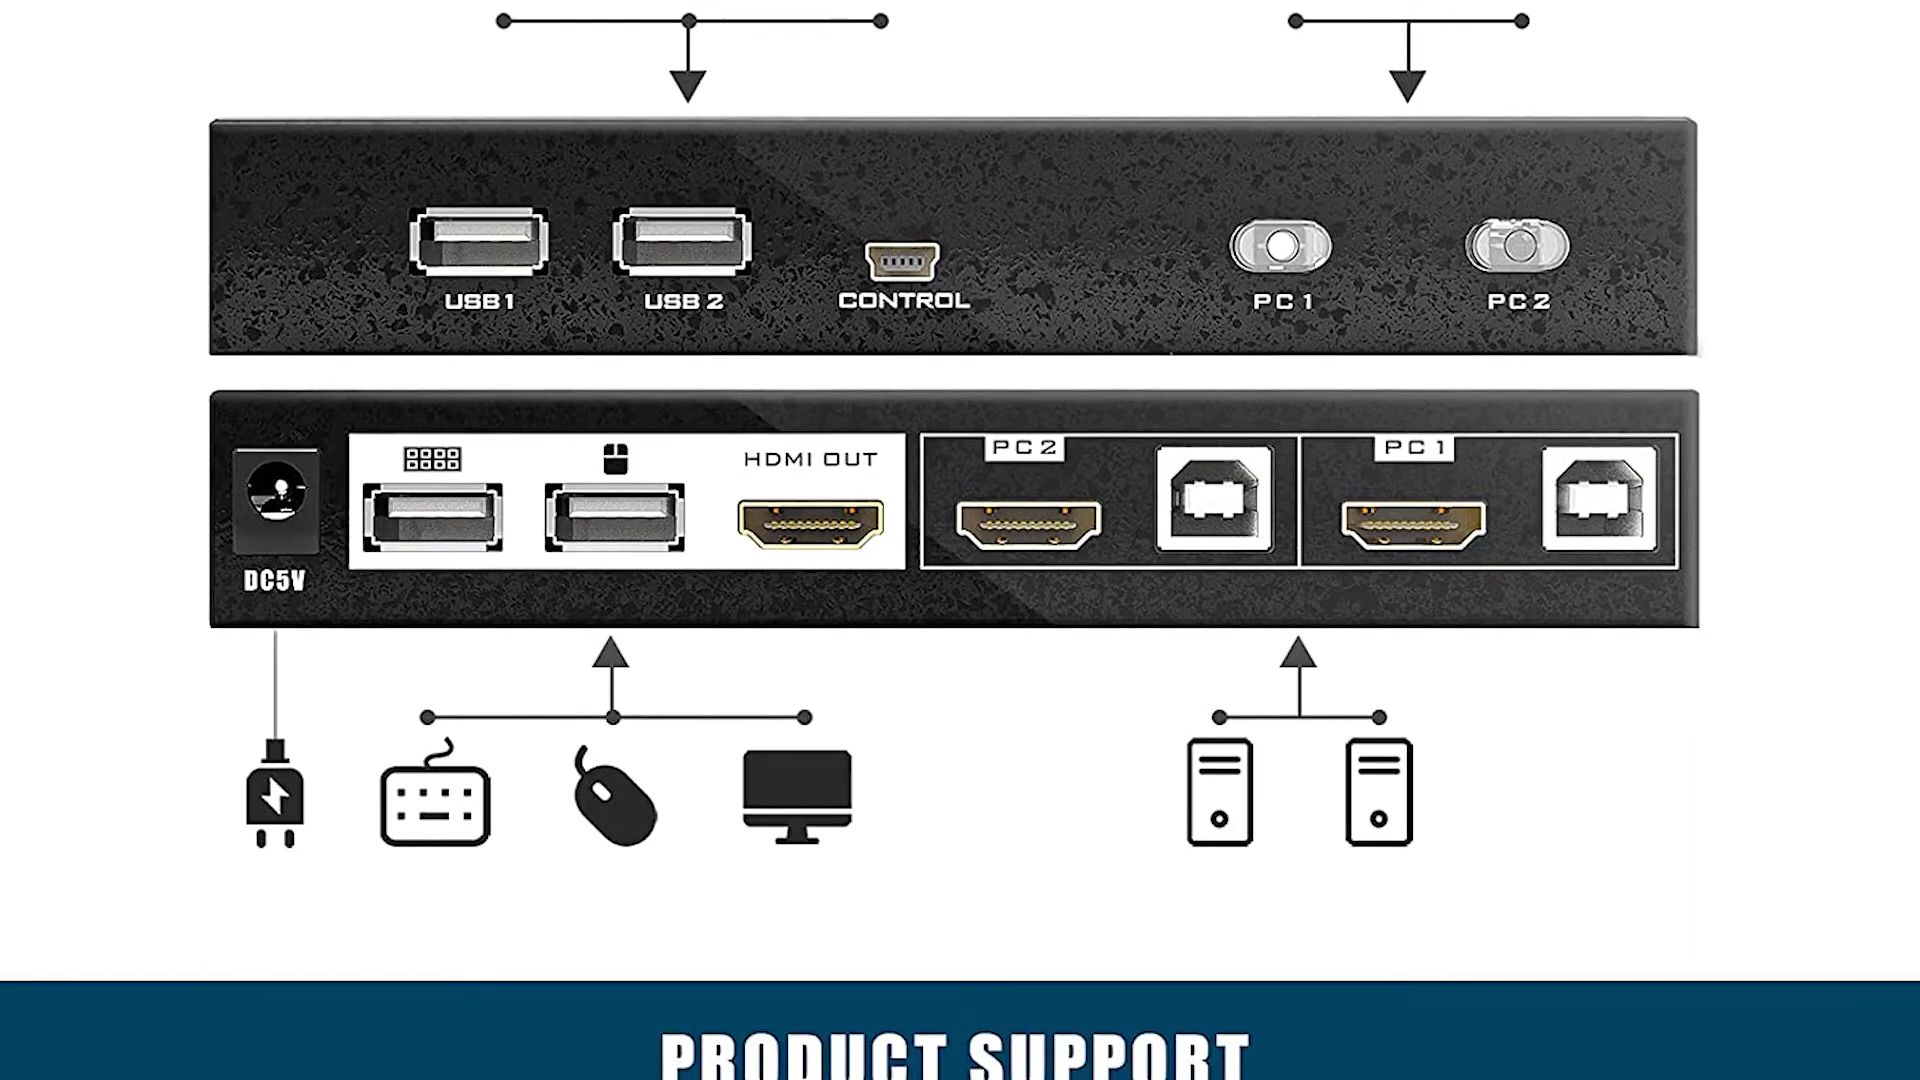 USB 1
USB 2
CONTROL
PC 1
PC 2
HDMI OUT
PC 2
PC 1
DC5V
PRODUCT SUPPORT